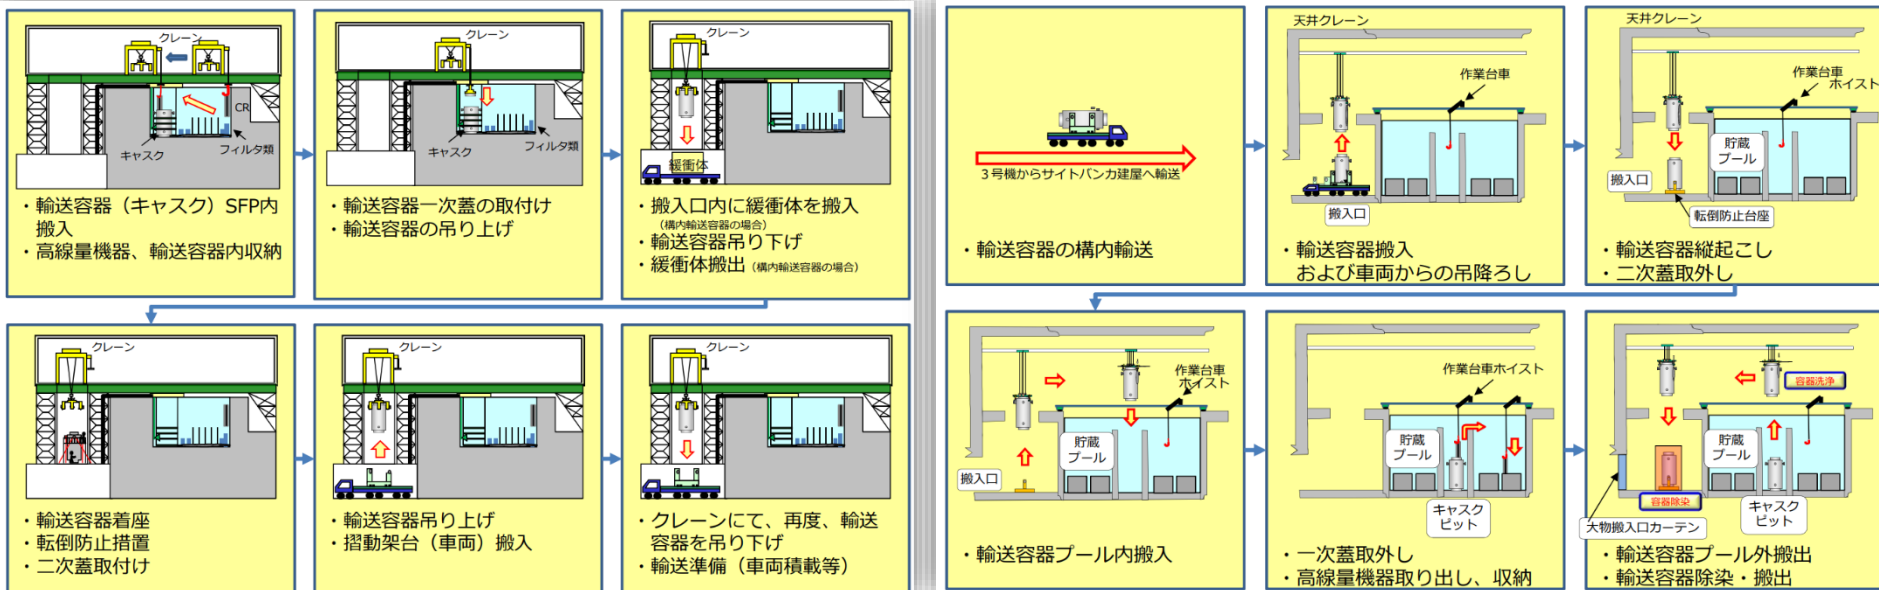 クレーン
CR
キャスク
フィルタ類
・輸送容器（キャスク）SFP内
搬入
・高線量機器、輸送容器内収納
クレーン
キャスク
フィルタ類
・輸送容器一次蓋の取付け
・輸送容器の吊り上げ
クレーン
緩衝体
・搬入口内に緩衝体を搬入
（構内輸送容器の場合）
・輸送容器吊り下げ
・緩衝体搬出（構内輸送容器の場合）
クレーン
・輸送容器着座
・転倒防止措置
・二次蓋取付け
クレーン
・輸送容器吊り上げ
・摺動架台（車両）搬入
クレーン
・クレーンにて、再度、輸送
容器を吊り下げ
・輸送準備（車両積載等）
３号機からサイトバンカ建屋へ輸送
・輸送容器の構内輸送
天井クレーン
作業台車
搬入口
・輸送容器搬入
および車両からの吊降ろし
天井クレーン
作業台車
ホイスト
貯蔵
プール
搬入口
転倒防止台座
・輸送容器縦起こし
・二次蓋取外し
作業台車
ホイスト
貯蔵
プール
搬入口
・輸送容器プール内搬入
作業台車ホイスト
貯蔵
プール
キャスク
ピット
・一次蓋取外し
・高線量機器取り出し、収納
容器洗浄
貯蔵
プール
容器除染
キャスク
ピット
大物搬入口カーテン
・輸送容器プール外搬出
・輸送容器除染・搬出